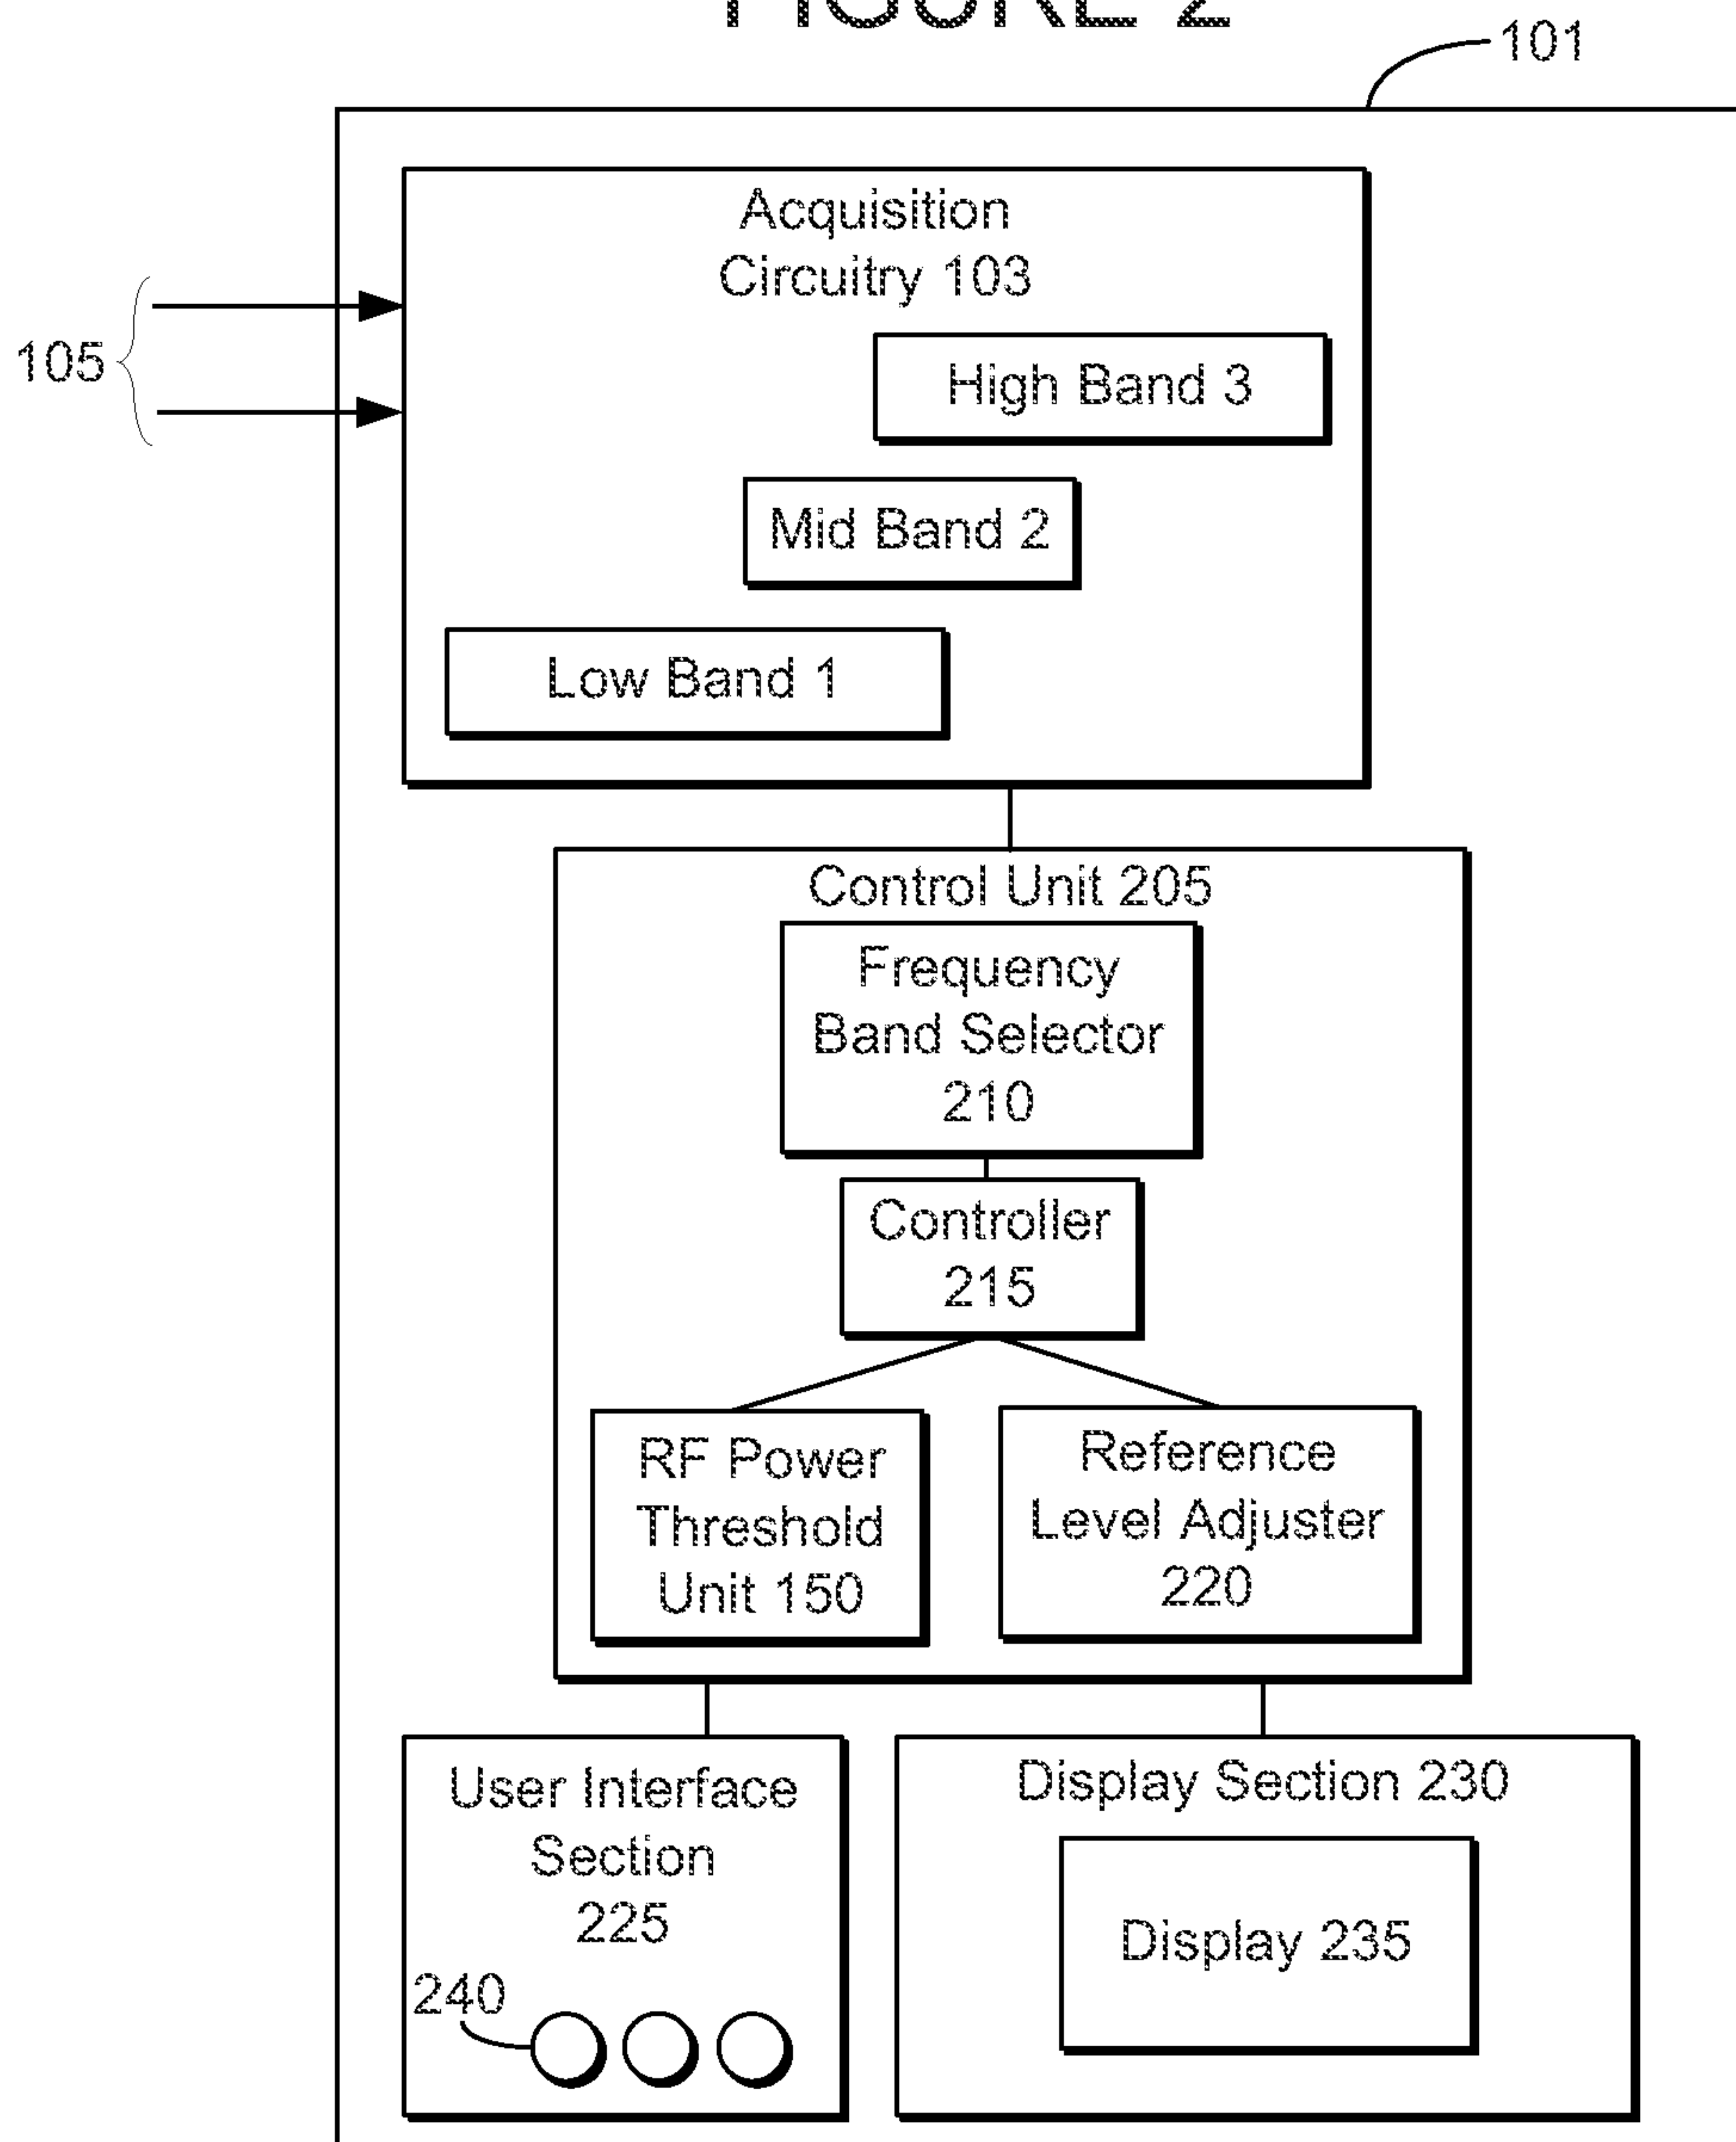 FIGURE 2
101
Acquisition
Circuitry 103
105
High Band 3
Mid Band 2
Low Band 1
Control Unit 205
Frequency
Band Selector
210
Controller
215
RF Power
Threshold
Unit 150
Reference
Level Adjuster
220
User Interface
Section
225
240
Display Section 230
Display 235